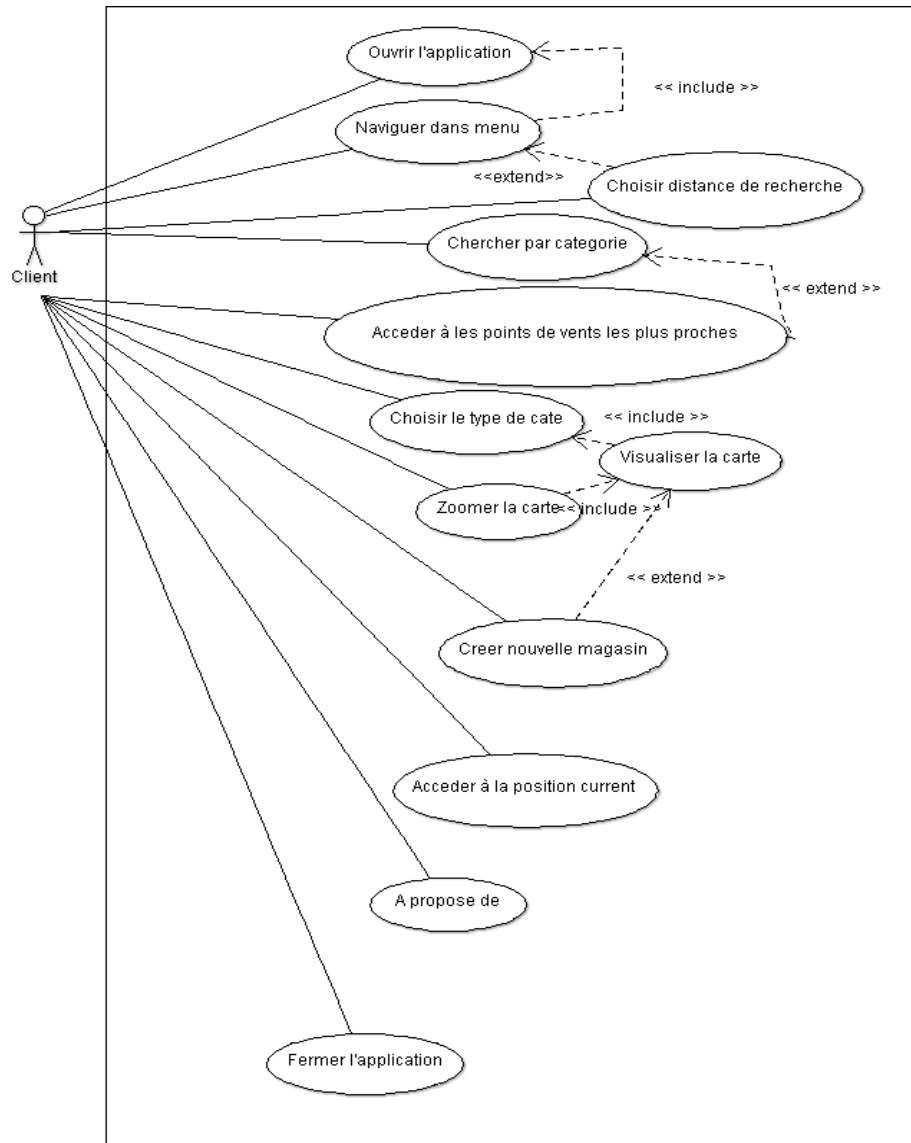 Ouvrir l'application
<< include >>
Naviguer dans menu
<<extend>>
Choisir distance de recherche
Chercher par categorie
Client
<< extend >>
Acceder à les points de vents les plus proches
Choisir le type de cate
<< include >>
Visualiser la carte
Zoomer la carte
<< include >>
<< extend >>
Creer nouvelle magasin
Acceder à la position current
A propose de
Fermer l'application